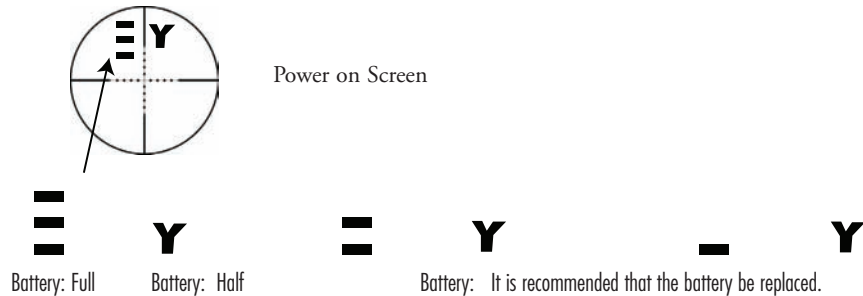 Y
Power on Screen
Y Y Y
Battery: Full Battery: Half Battery: It is recommended that the battery be replaced.